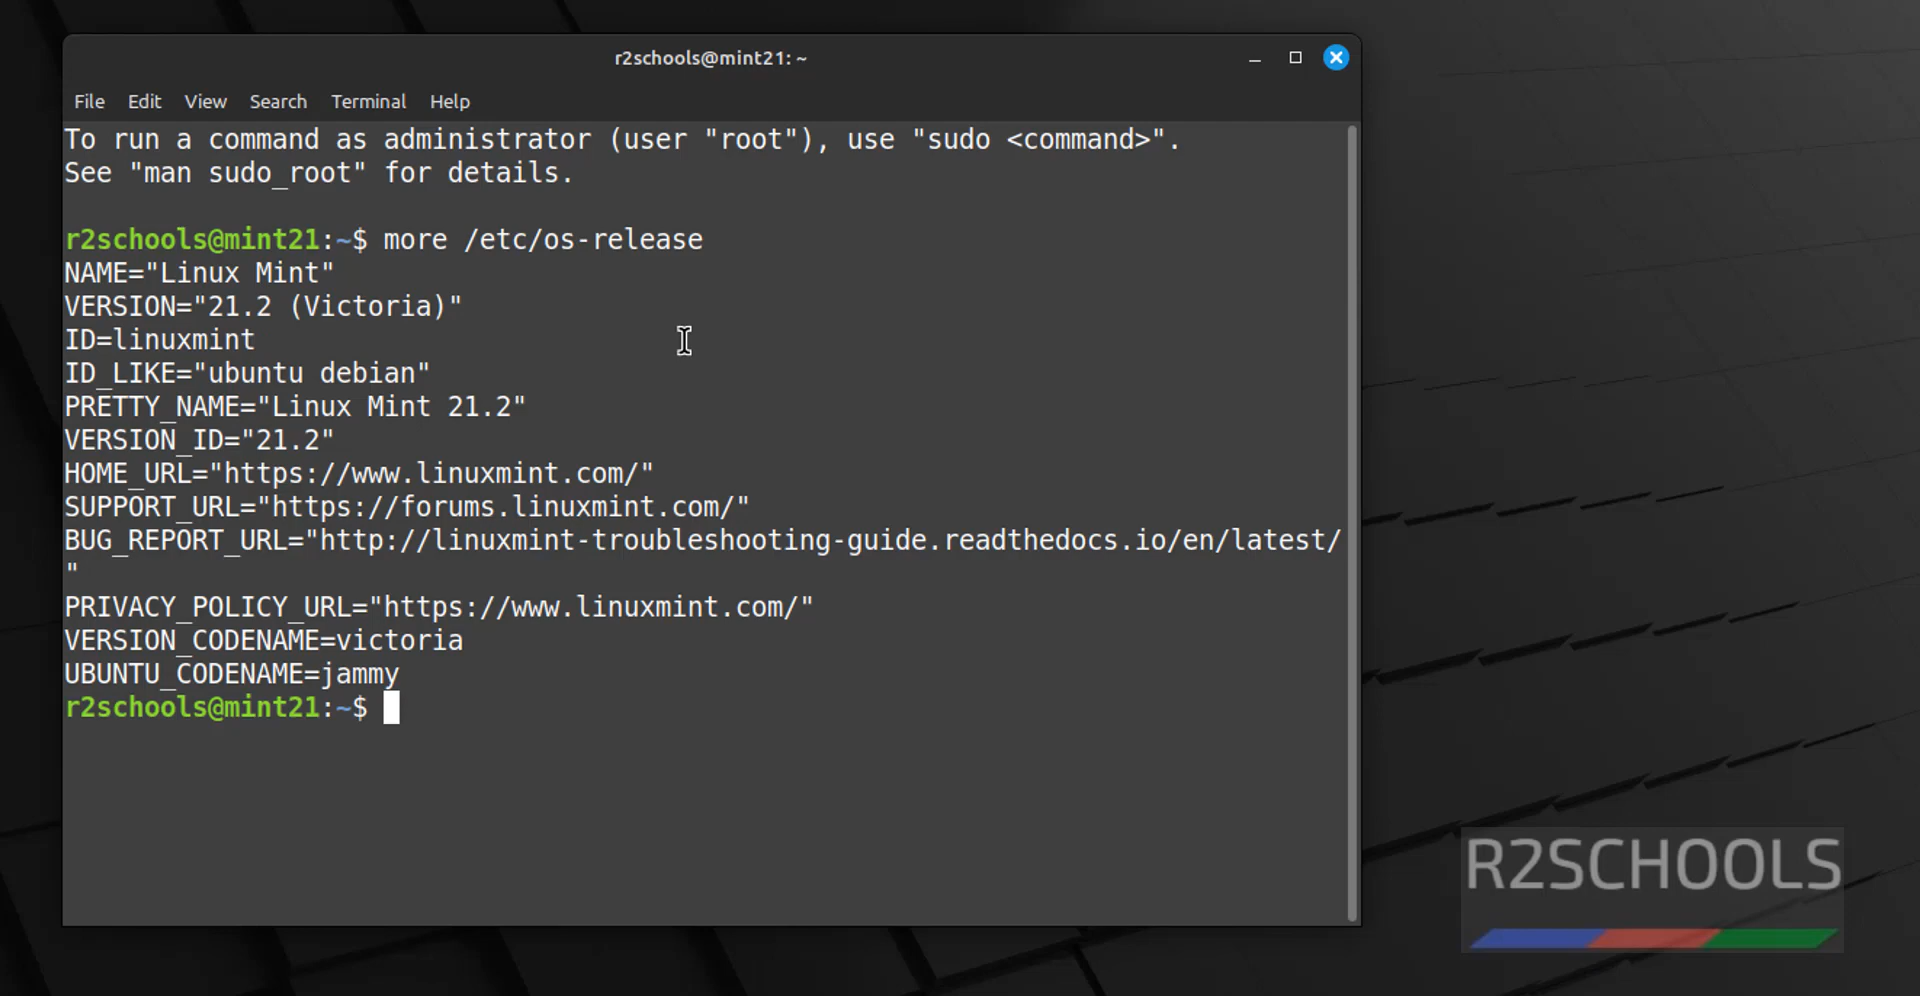 r2schools@mint21: ~
File Edit View Search Terminal Help
To run a command as administrator (user "root"), use "sudo <command>".
See "man sudo_root" for details.
r2schools@mint21:~$ more /etc/os-release
NAME="Linux Mint"
VERSION="21.2 (Victoria)"
ID=linuxmint
ID_LIKE="ubuntu debian"
PRETTY_NAME="Linux Mint 21.2"
VERSION_ID="21.2"
HOME_URL="https://www.linuxmint.com/"
SUPPORT_URL="https://forums.linuxmint.com/"
BUG_REPORT_URL="http://linuxmint-troubleshooting-guide.readthedocs.io/en/latest/
"
PRIVACY_POLICY_URL="https://www.linuxmint.com/"
VERSION_CODENAME=victoria
UBUNTU_CODENAME=jammy
r2schools@mint21:~$
R2SCHOOLS